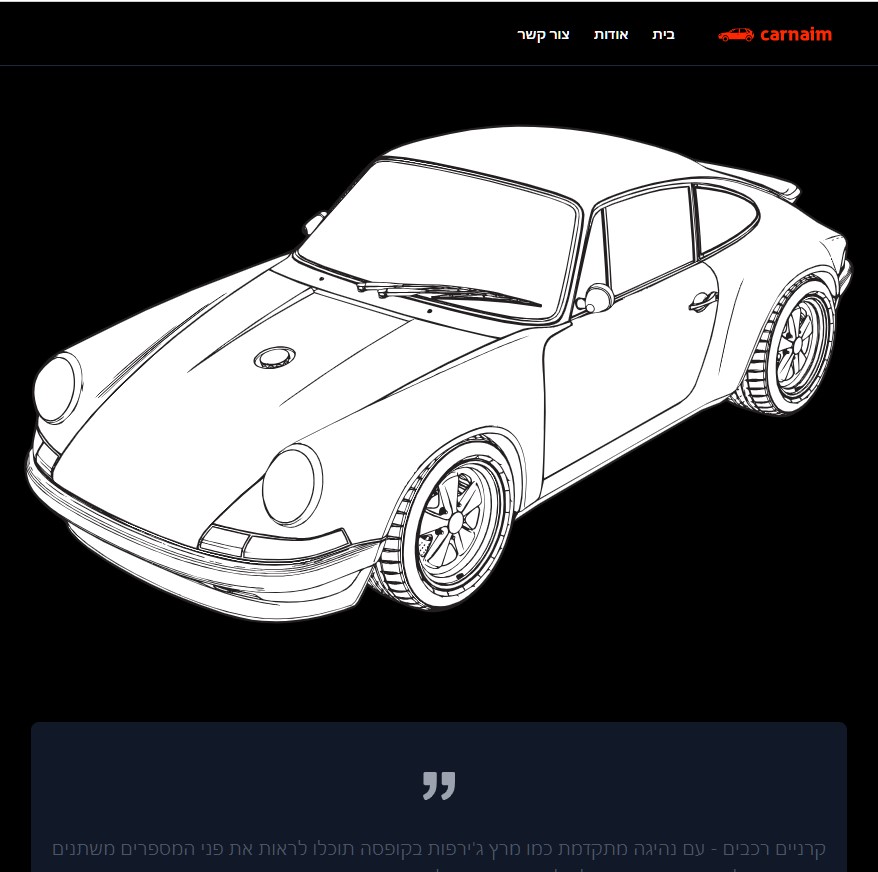 carnaim
בית אודות צור קשר
קרניים רכבים - עם נהיגה מתקדמת כמו מרץ ג'ירפות בקופסה תוכלו לראות את פני המספרים משתנים